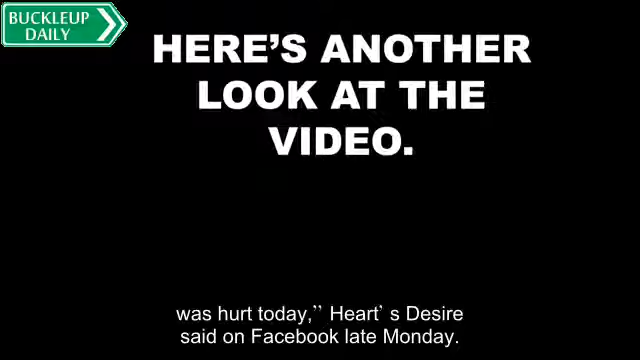 BUCKLEUP
DAILY
HERE’S ANOTHER
LOOK AT THE
VIDEO.
was hurt today,’’ Heart’ s Desire
said on Facebook late Monday.